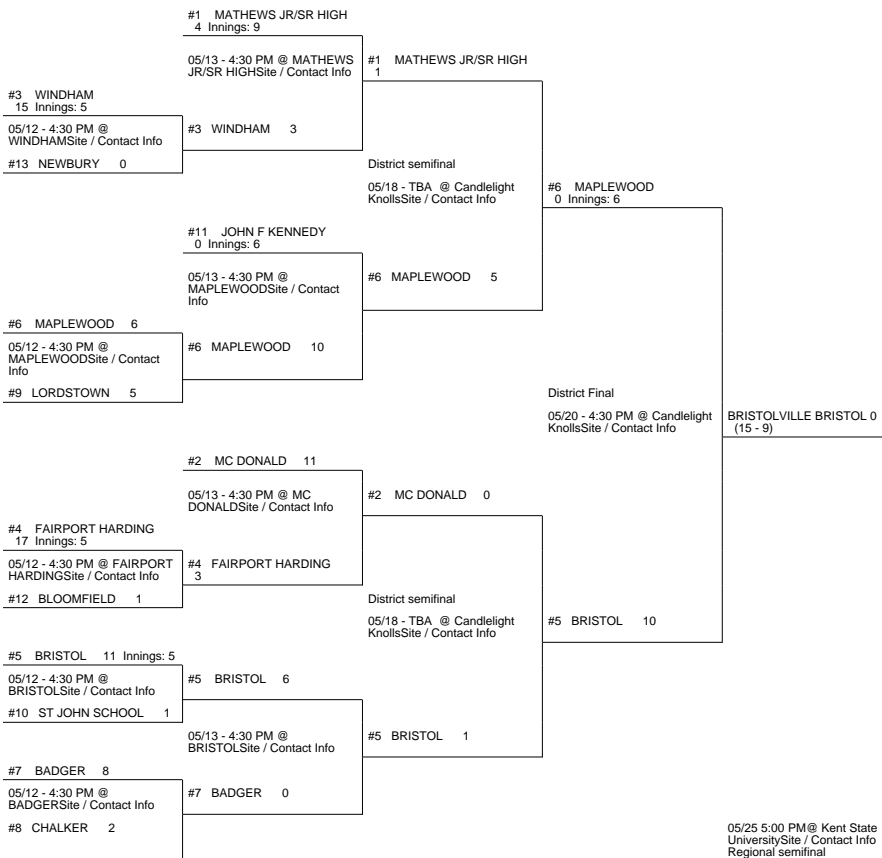 #1 MATHEWS JR/SR HIGH
4 Innings: 9
05/13 - 4:30 PM @ MATHEWS
JR/SR HIGHSite / Contact Info
#1 MATHEWS JR/SR HIGH
1
#3 WINDHAM
15 Innings: 5
05/12 - 4:30 PM @
WINDHAMSite / Contact Info
#3 WINDHAM 3
#13 NEWBURY 0
District semifinal
05/18 - TBA @ Candlelight
KnollsSite / Contact Info
#6 MAPLEWOOD
0 Innings: 6
#11 JOHN F KENNEDY
0 Innings: 6
05/13 - 4:30 PM @
MAPLEWOODSite / Contact
Info
#6 MAPLEWOOD 5
#6 MAPLEWOOD 6
05/12 - 4:30 PM @
MAPLEWOODSite / Contact
Info
#6 MAPLEWOOD 10
#9 LORDSTOWN 5
District Final
05/20 - 4:30 PM @ Candlelight
KnollsSite / Contact Info
BRISTOLVILLE BRISTOL 0
(15 - 9)
#2 MC DONALD 11
05/13 - 4:30 PM @ MC
DONALDSite / Contact Info
#2 MC DONALD 0
#4 FAIRPORT HARDING
17 Innings: 5
05/12 - 4:30 PM @ FAIRPORT
HARDINGSite / Contact Info
#4 FAIRPORT HARDING
3
#12 BLOOMFIELD 1
District semifinal
05/18 - TBA @ Candlelight
KnollsSite / Contact Info
#5 BRISTOL 10
#5 BRISTOL 11 Innings: 5
05/12 - 4:30 PM @
BRISTOLSite / Contact Info
#5 BRISTOL 6
#10 ST JOHN SCHOOL 1
05/13 - 4:30 PM @
BRISTOLSite / Contact Info
#5 BRISTOL 1
#7 BADGER 8
05/12 - 4:30 PM @
BADGERSite / Contact Info
#7 BADGER 0
#8 CHALKER 2
05/25 5:00 PM@ Kent State
UniversitySite / Contact Info
Regional semifinal